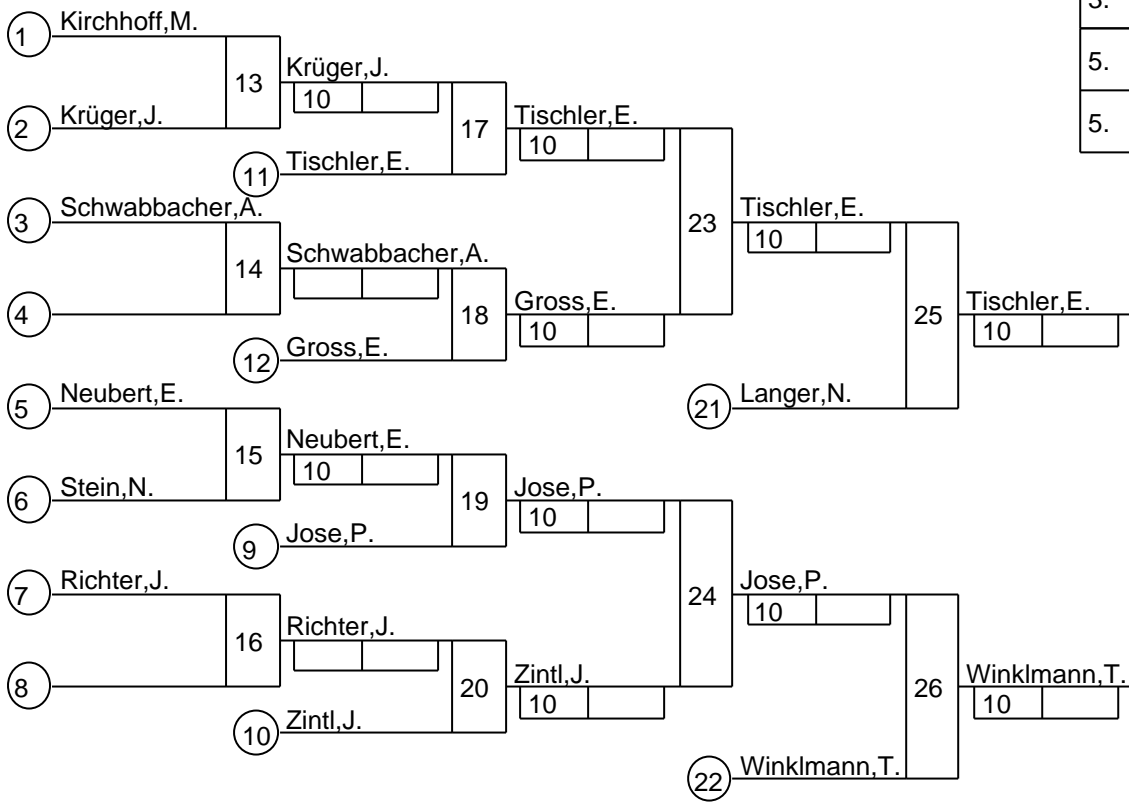 3.
1 Kirchhoff,M.
13 Krüger,J.
5.
10
2 Krüger,J.
17 Tischler,E.
5.
10
11 Tischler,E.
3 Schwabbacher,A.
23 Tischler,E.
10
14 Schwabbacher,A.
4
18 Gross,E.
25 Tischler,E.
10
10
12 Gross,E.
5 Neubert,E.
21 Langer,N.
15 Neubert,E.
10
6 Stein,N.
19 Jose,P.
10
9 Jose,P.
7 Richter,J.
24 Jose,P.
10
16 Richter,J.
8
20 Zintl,J.
26 Winklmann,T.
10
10
10 Zintl,J.
22 Winklmann,T.